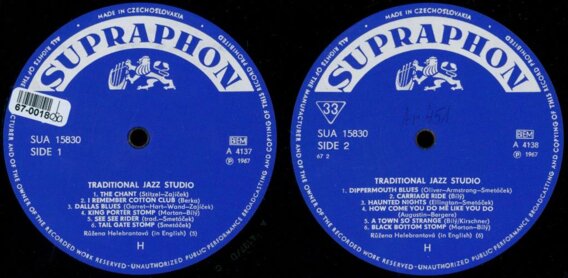 MADE IN CZECHOSLOVAKIA
ALL RIGHTS OF THE
MANUFACTURER AND OF THE OWNER OF THE RECORDED WORK RESERVED–UNAUTHORIZED PUBLIC PERFORMANCE BROADCASTING AND COPYING OF THIS RECORD PROHIBITED
SUPRAPHON
67-001800
SUA 15830
SIDE 1
GEM
A 4137
Ⓟ 1967
TRADITIONAL JAZZ STUDIO
1. THE CHANT (Stitzel–Zajíček)
2. I REMEMBER COTTON CLUB (Berka)
3. DALLAS BLUES (Garret–Hart–Wand–Zajíček)
4. KING PORTER STOMP (Morton–Bílý)
5. SEE SEE RIDER (trad.–Smetáček)
6. TAIL GATE STOMP (Smetáček)
Růžena Helebrantová (in English) (5)
H
MADE IN CZECHOSLOVAKIA
ALL RIGHTS OF THE MANUFACTURER AND OF THE OWNER OF THE RECORDED WORK RESERVED–UNAUTHORIZED PUBLIC PERFORMANCE BROADCASTING AND COPYING OF THIS RECORD PROHIBITED
SUPRAPHON
33
SUA 15830
SIDE 2
67 2
GEM
A 4138
Ⓟ 1967
TRADITIONAL JAZZ STUDIO
1. DIPPERMOUTH BLUES (Oliver–Armstrong–Smetáček)
2. CARRIAGE RIDE (Bílý)
3. HAUNTED NIGHTS (Ellington–Smetáček)
4. HOW COME YOU DO ME LIKE YOU DO
(Augustin–Bergere)
5. A TOWN SO STRANGE (Bílý/Kirschner)
6. BLACK BOTTOM STOMP (Morton–Bílý)
Růžena Helebrantová (in English) (5)
H